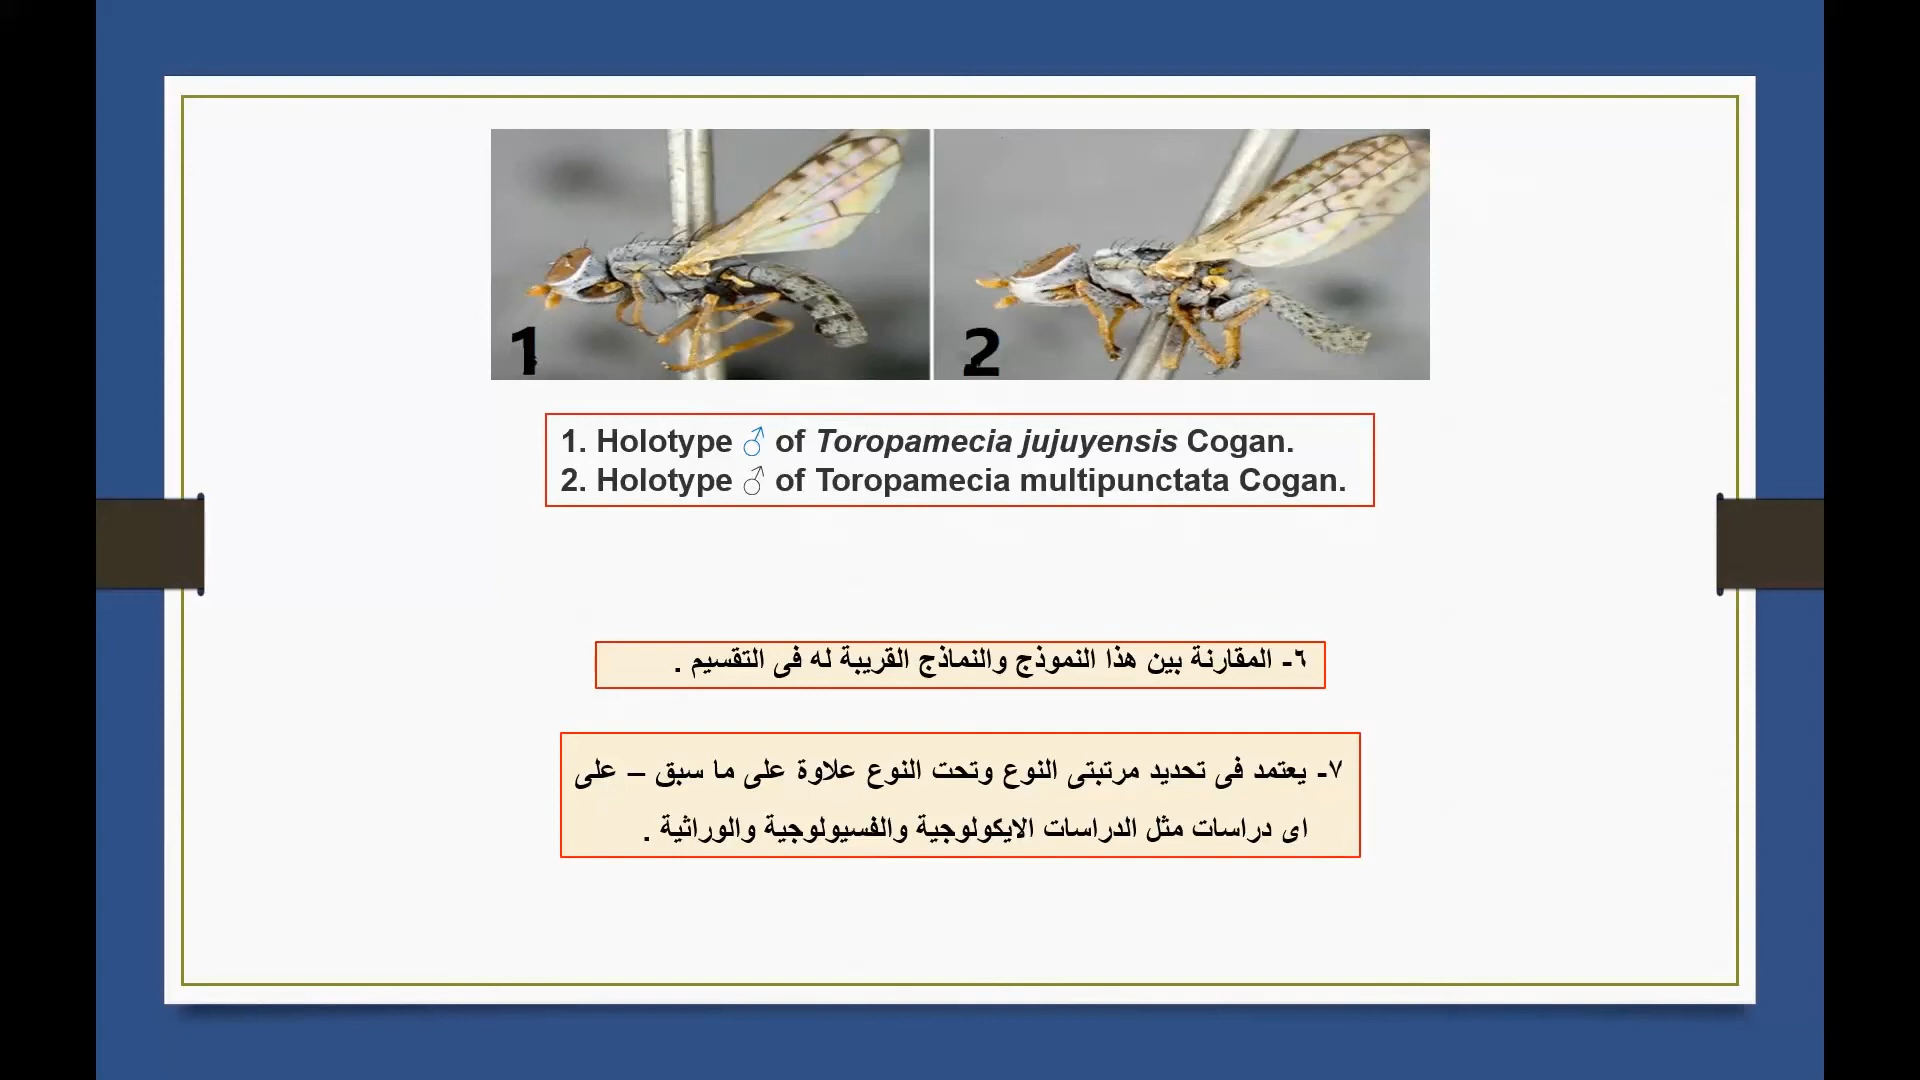 1
2
1. Holotype ♂ of Toropamecia jujuyensis Cogan.
2. Holotype ♂ of Toropamecia multipunctata Cogan.
٦- المقارنة بين هذا النموذج والنماذج القريبة له فى التقسيم .
٧- يعتمد فى تحديد مرتبتى النوع وتحت النوع علاوة على ما سبق – على
اى دراسات مثل الدراسات الايكولوجية والفسيولوجية والوراثية .